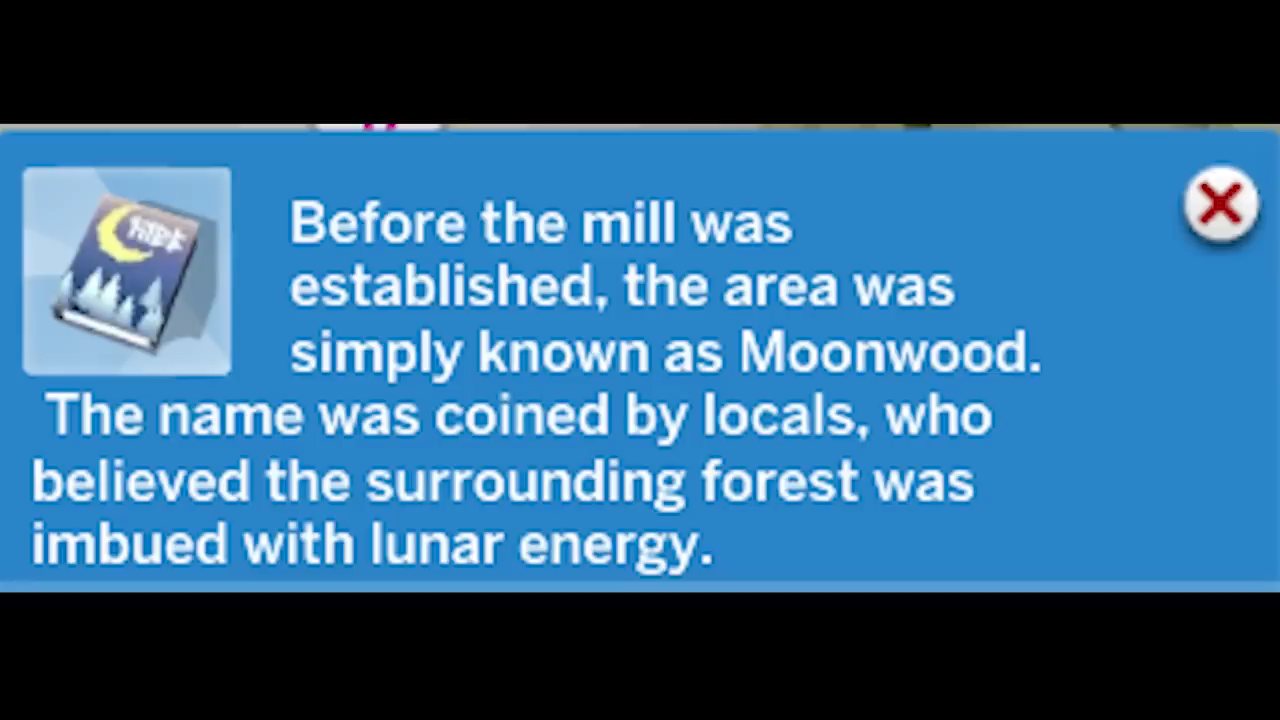 Before the mill was
established, the area was
simply known as Moonwood.
The name was coined by locals, who
believed the surrounding forest was
imbued with lunar energy.